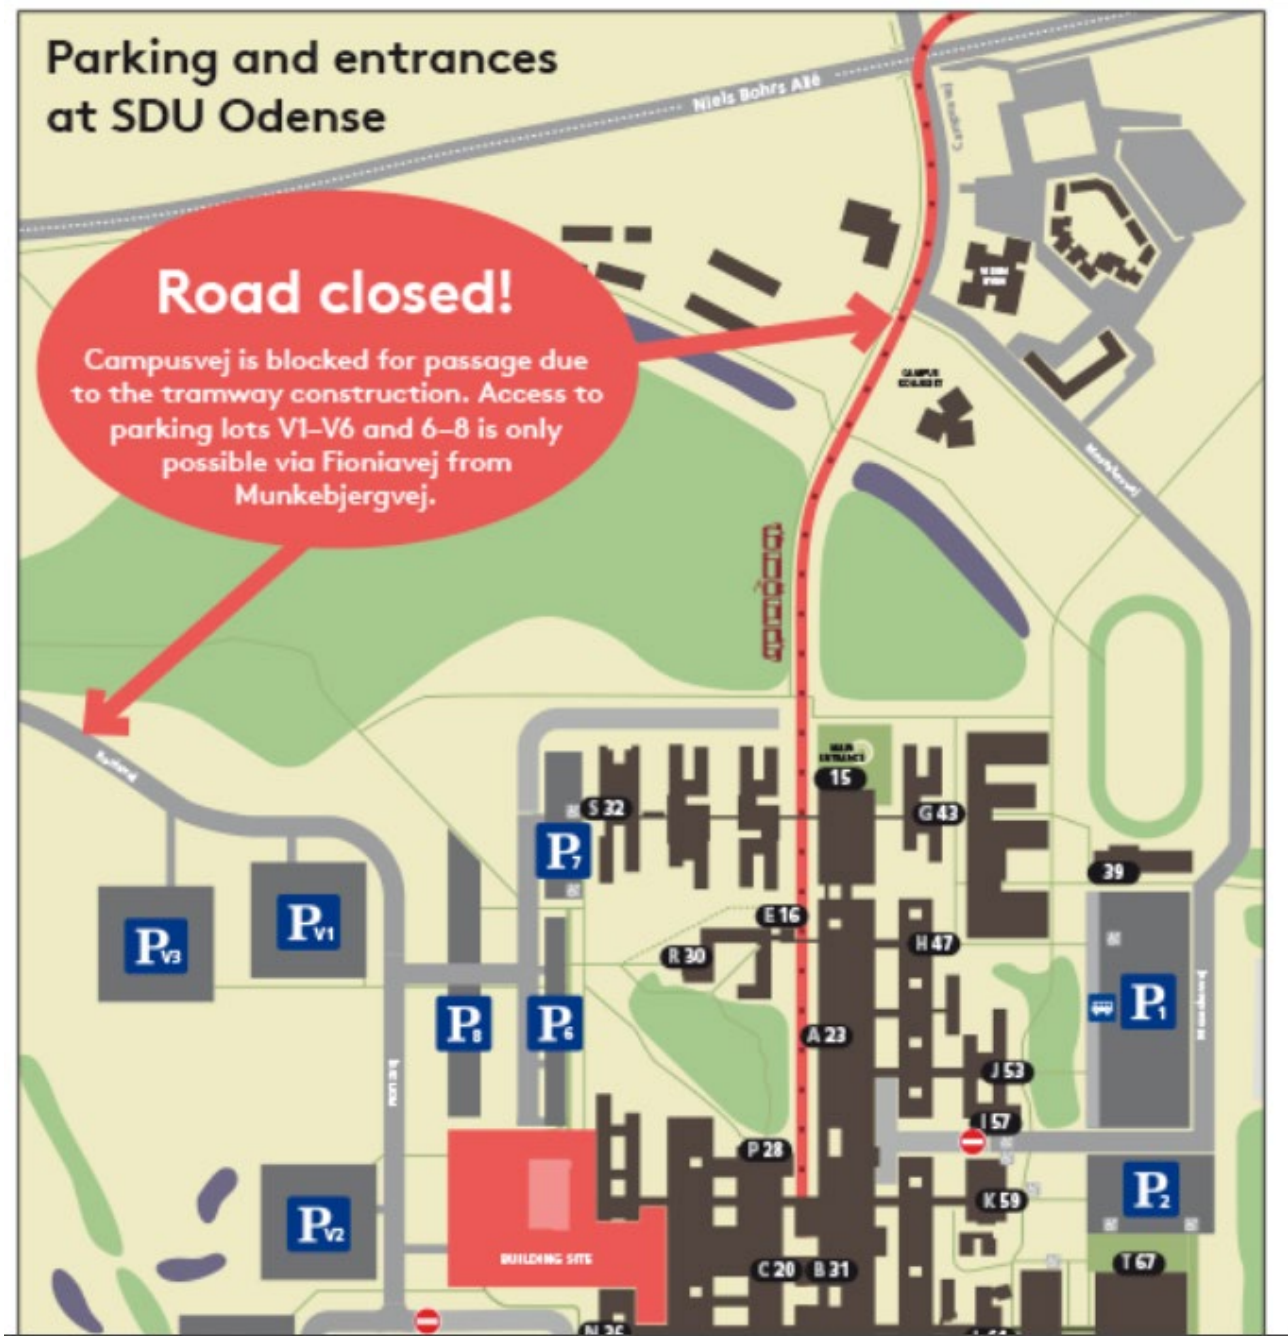 Parking and entrances
at SDU Odense
Niels Bohrs Allé
Road closed!
Campusvej is blocked for passage due
to the tramway construction. Access to
parking lots V1–V6 and 6–8 is only
possible via Fioniavej from
Munkebjergvej.
MAIN
ENTRANCE
15
S 32
G 43
P7
39
E 16
PV1
H 47
PV3
R 30
P1
P8
P6
A 23
J 53
I 57
P 28
P2
K 59
PV2
BUILDING SITE
C 20
B 31
T 67